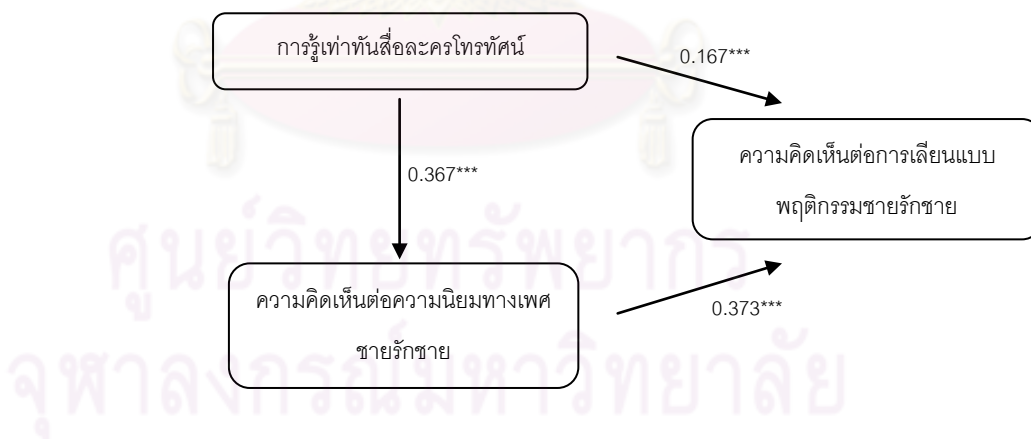 การรู้เท่าทันสื่อละครโทรทัศน์
0.167***
ความคิดเห็นต่อการเลียนแบบ
พฤติกรรมชายรักชาย
0.367***
ความคิดเห็นต่อความนิยมทางเพศ
ชายรักชาย
0.373***
ศูนย์วิทยทรัพยากร
จุฬาลงกรณ์มหาวิทยาลัย